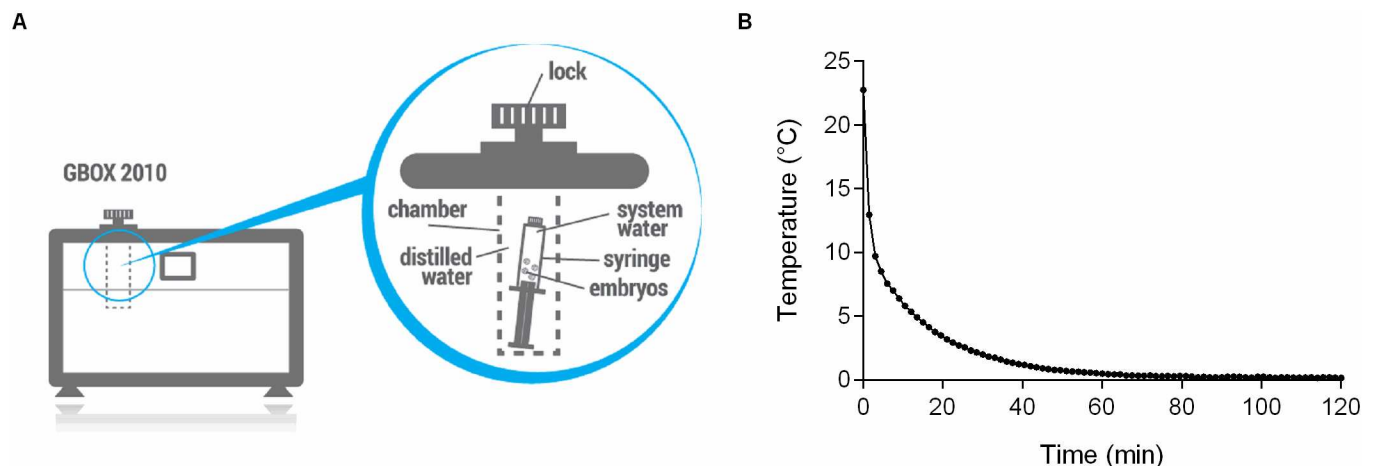 A
GBOX 2010
lock
chamber
distilled
water
system
water
syringe
embryos
B
Temperature (°C)
25
20
15
10
5
0
0 20 40 60 80 100 120
Time (min)